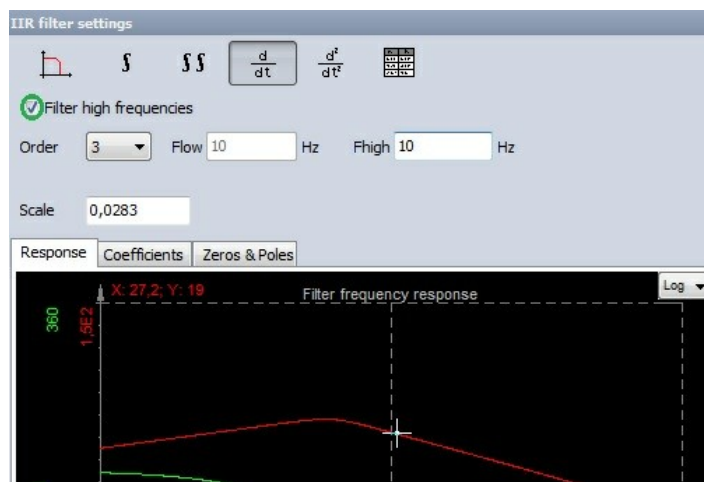 IIR filter settings
∫ ∫∫ d/dt d²/dt²
Filter high frequencies
Order 3 Flow 10 Hz Fhigh 10 Hz
Scale 0,0283
Response Coefficients Zeros & Poles
X: 27,2; Y: 19 Filter frequency response Log
360
1,5E2